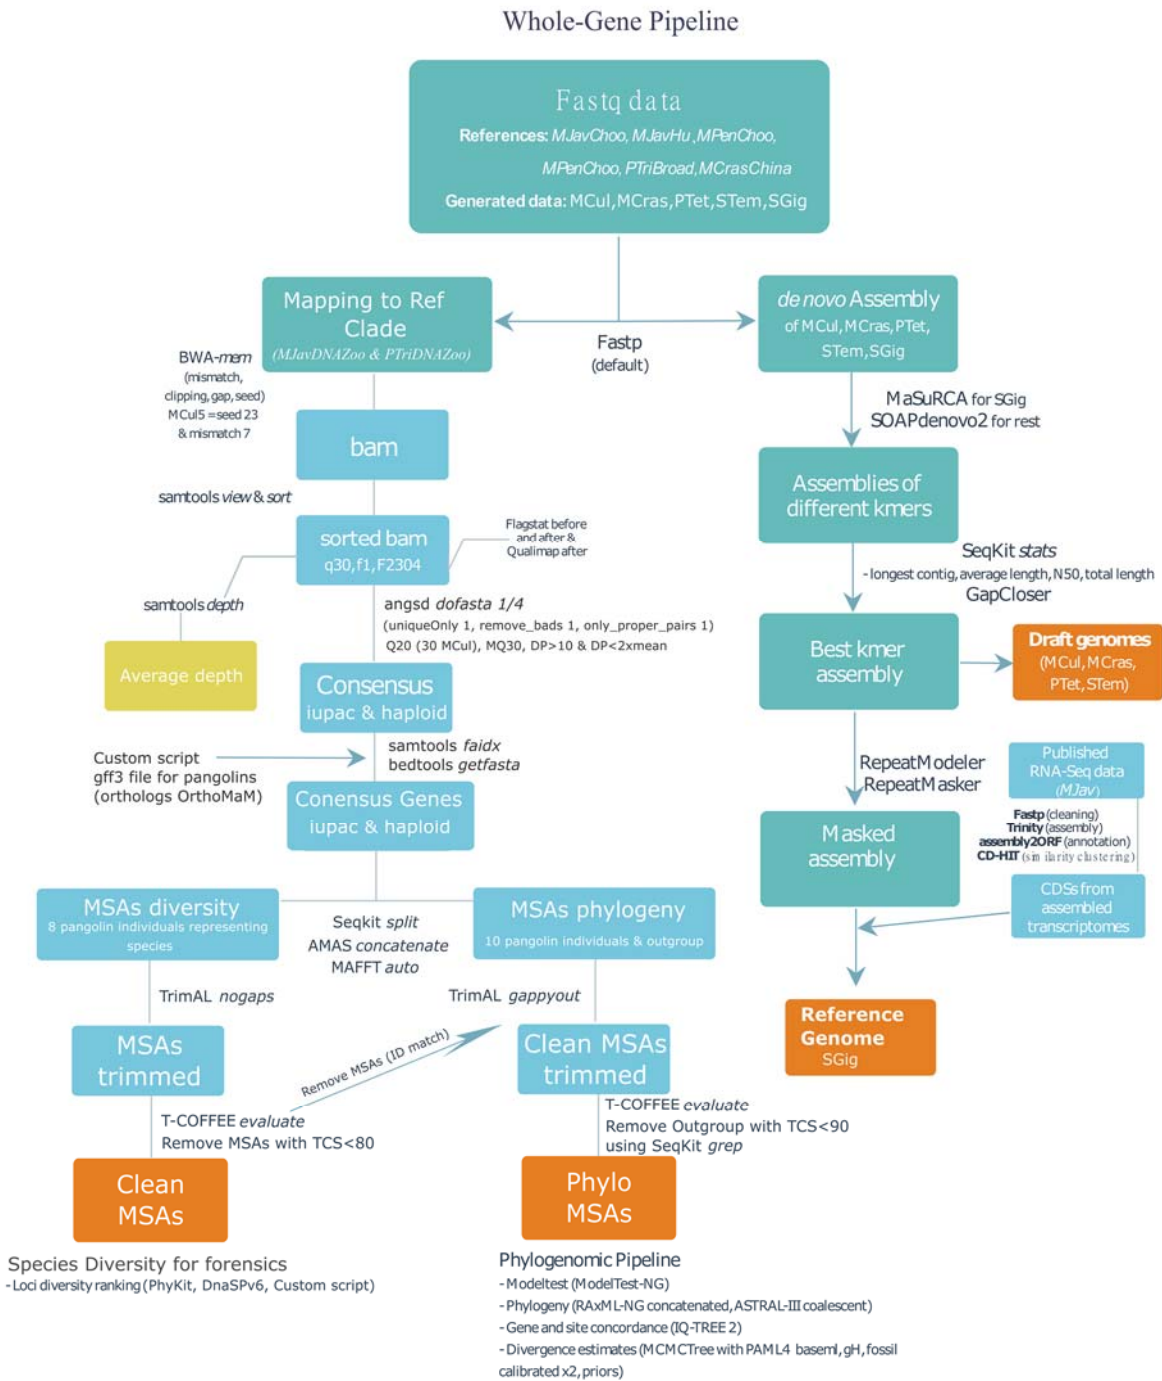 Whole-Gene Pipeline
Fastq data
References: MJavChoo, MJavHu, MPenChoo,
MPenChoo, PTriBroad, MCrasChina
Generated data: MCul, MCras, PTet, STem, SGig
Mapping to Ref
Clade
(MJavDNAZoo & PTriDNAZoo)
Fastp
(default)
de novo Assembly
of MCul, MCras, PTet,
STem, SGig
BWA-mem
(mismatch,
clipping, gap, seed)
MCul5 = seed 23
& mismatch 7
MaSuRCA for SGig
SOAPdenovo2 for rest
bam
Assemblies of
different kmers
samtools view & sort
sorted bam
q30, f1, F2304
Flagstat before
and after &
Qualimap after
SeqKit stats
- longest contig, average length, N50, total length
GapCloser
samtools depth
angsd dofasta 1/4
(uniqueOnly 1, remove_bads 1, only_proper_pairs 1)
Q20 (30 MCul), MQ30, DP>10 & DP<2xmean
Average depth
Best kmer
assembly
Draft genomes
(MCul, MCras,
PTet, STem)
Consensus
iupac & haploid
Custom script
gff3 file for pangolins
(orthologs OrthoMaM)
samtools faidx
bedtools getfasta
RepeatModeler
RepeatMasker
Published
RNA-Seq data
(MJav)
Conensus Genes
iupac & haploid
Masked
assembly
Fastp (cleaning)
Trinity (assembly)
assembly2ORF (annotation)
CD-HIT (similarity clustering)
MSAs diversity
8 pangolin individuals representing
species
Seqkit split
AMAS concatenate
MAFFT auto
MSAs phylogeny
10 pangolin individuals & outgroup
CDSs from
assembled
transcriptomes
TrimAL nogaps
TrimAL gappyout
MSAs
trimmed
Remove MSAs (ID match)
Clean MSAs
trimmed
Reference
Genome
SGig
T-COFFEE evaluate
Remove MSAs with TCS<80
T-COFFEE evaluate
Remove Outgroup with TCS<90
using SeqKit grep
Clean
MSAs
Phylo
MSAs
Species Diversity for forensics
- Loci diversity ranking (PhyKit, DnaSPv6, Custom script)
Phylogenomic Pipeline
- Modeltest (ModelTest-NG)
- Phylogeny (RAxML-NG concatenated, ASTRAL-III coalescent)
- Gene and site concordance (IQ-TREE 2)
- Divergence estimates (MCMCTree with PAML4 baseml, gH, fossil
calibrated x2, priors)